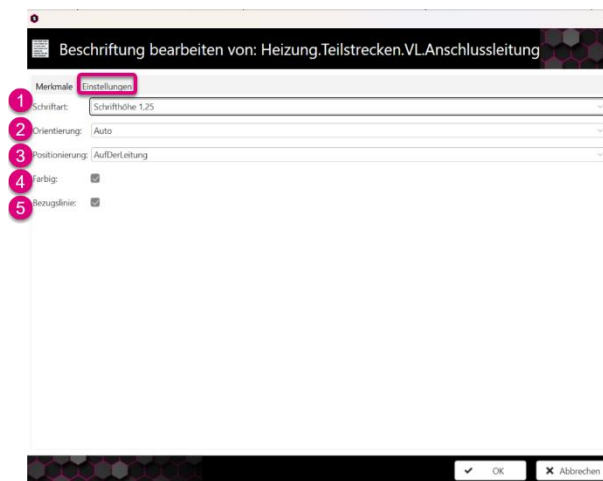 Beschriftung bearbeiten von: Heizung.Teilstrecken.VL.Anschlussleitung
Merkmale Einstellungen
1 Schriftart: Schrifthöhe 1,25
2 Orientierung: Auto
3 Positionierung: AufDerLeitung
4 Farbig:
5 Bezugslinie:
OK Abbrechen